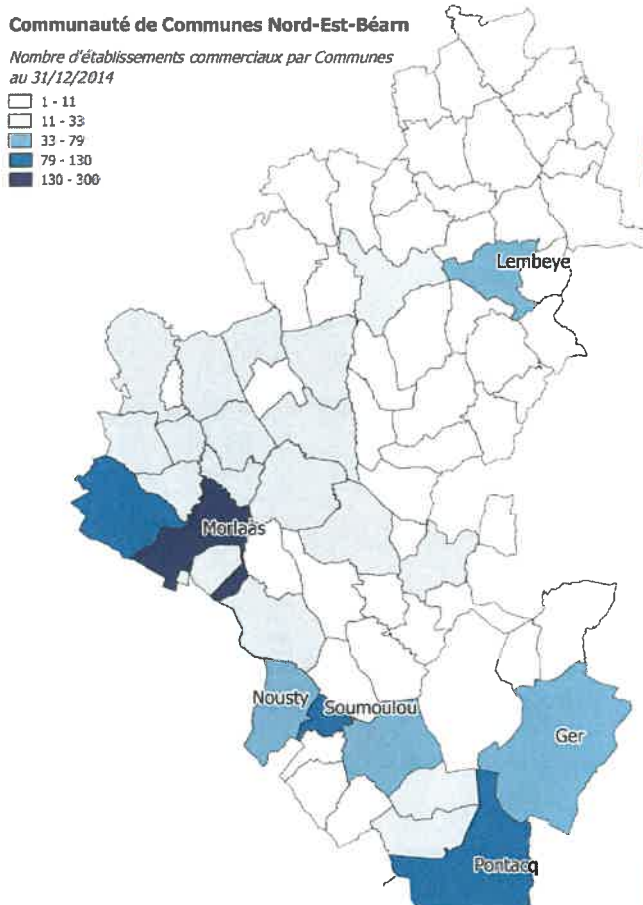 Communauté de Communes Nord-Est-Béarn
Nombre d'établissements commerciaux par Communes
au 31/12/2014
1 - 11
11 - 33
33 - 79
79 - 130
130 - 300
Lembeye
Morlaàs
Nousty
Soumoulou
Ger
Pontacq